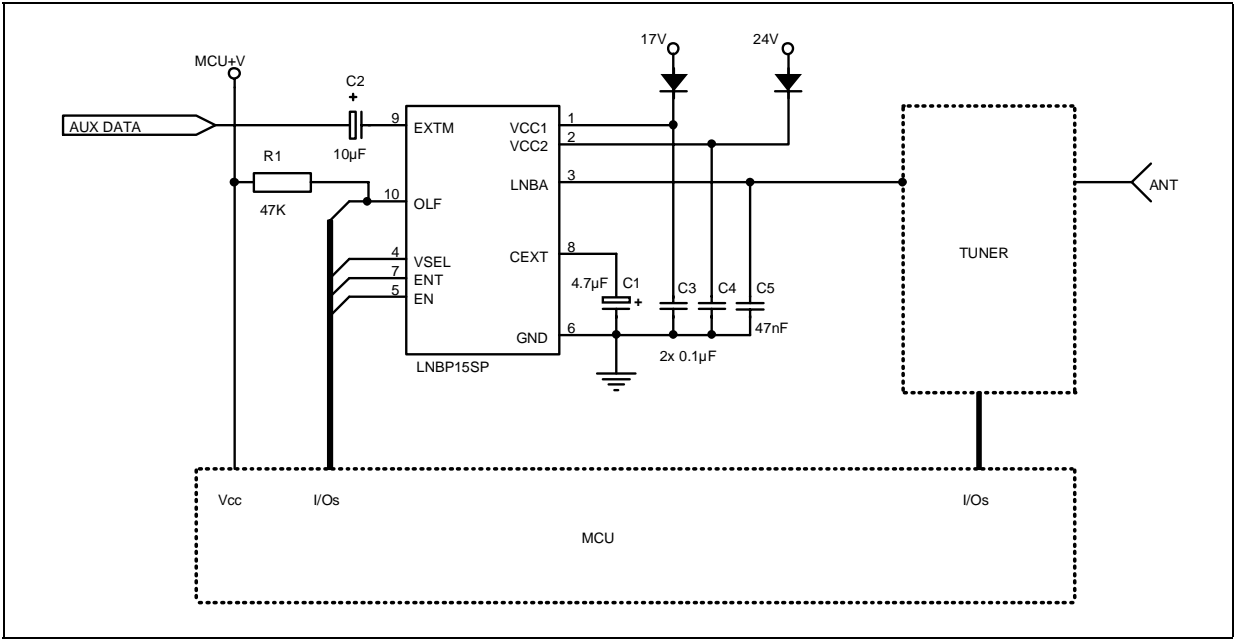 17V
24V
MCU+V
C2
+
AUX DATA
9
EXTM
10µF
1
VCC1
2
VCC2
3
LNBA
ANT
R1
47K
10
OLF
4
VSEL
7
ENT
5
EN
8
CEXT
TUNER
4.7µF
C1
+
C3
C4
C5
6
GND
47nF
2x 0.1µF
LNBP15SP
Vcc
I/Os
I/Os
MCU